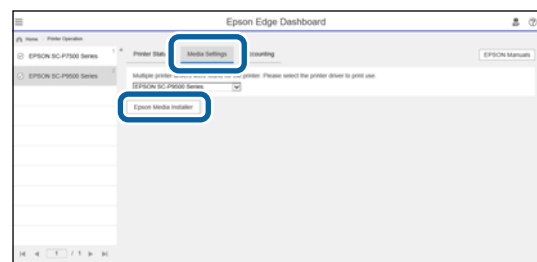 Epson Edge Dashboard
Home / Printer Operation
EPSON SC-P7500 Series
EPSON SC-P9500 Series
Printer Stat
Media Settings
counting
EPSON Manuals
Multiple printer drivers were found for the printer. Please select the printer driver to print use.
EPSON SC-P9500 Series
Epson Media Installer
1 / 1